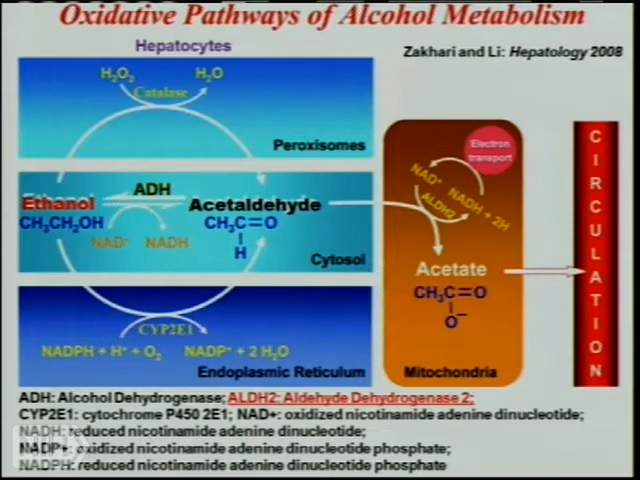 Oxidative Pathways of Alcohol Metabolism
Hepatocytes
Zakhari and Li: Hepatology 2008
H₂O₂ H₂O
Catalase
Peroxisomes
Ethanol ADH Acetaldehyde
CH₃CH₂OH CH₃C=O
H
NAD⁺ NADH
Cytosol
CYP2E1
NADPH + H⁺ + O₂ NADP⁺ + 2 H₂O
Endoplasmic Reticulum
Electron
transport
NAD⁺ NADH + 2H
ALDH2
Acetate
CH₃C=O
O⁻
Mitochondria
CIRCULATION
ADH: Alcohol Dehydrogenase; ALDH2: Aldehyde Dehydrogenase 2;
CYP2E1: cytochrome P450 2E1; NAD+: oxidized nicotinamide adenine dinucleotide;
NADH: reduced nicotinamide adenine dinucleotide;
NADP+: oxidized nicotinamide adenine dinucleotide phosphate;
NADPH: reduced nicotinamide adenine dinucleotide phosphate